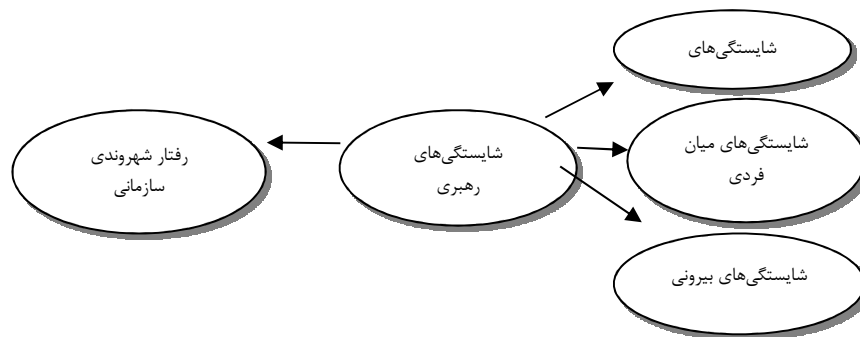 شایستگی‌های
شایستگی‌های میان
فردی
شایستگی‌های بیرونی
شایستگی‌های
رهبری
رفتار شهروندی
سازمانی